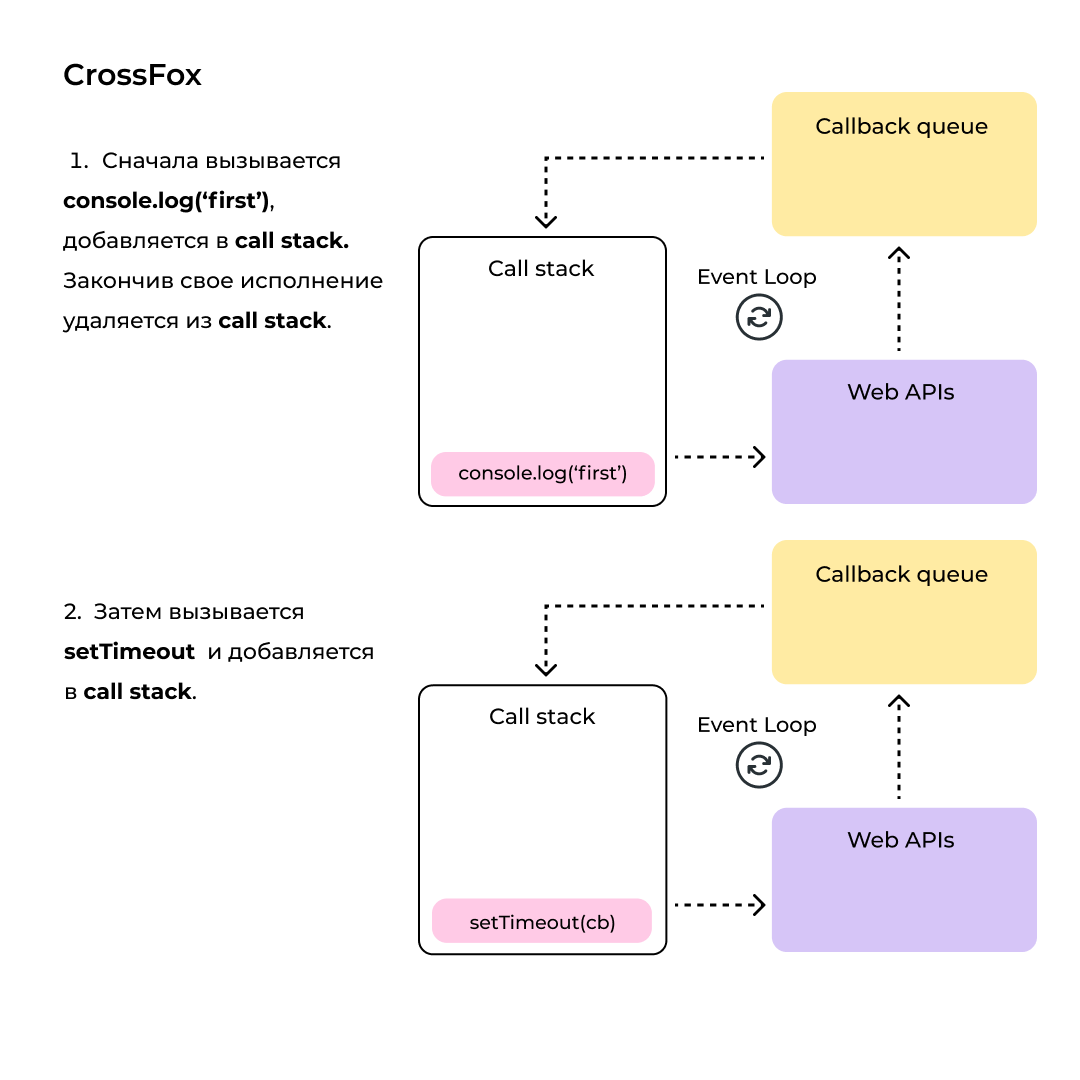 CrossFox
1. Сначала вызывается
console.log(‘first’),
добавляется в call stack.
Закончив свое исполнение
удаляется из call stack.
Callback queue
Call stack
Event Loop
Web APIs
console.log(‘first’)
2. Затем вызывается
setTimeout и добавляется
в call stack.
Callback queue
Call stack
Event Loop
Web APIs
setTimeout(cb)